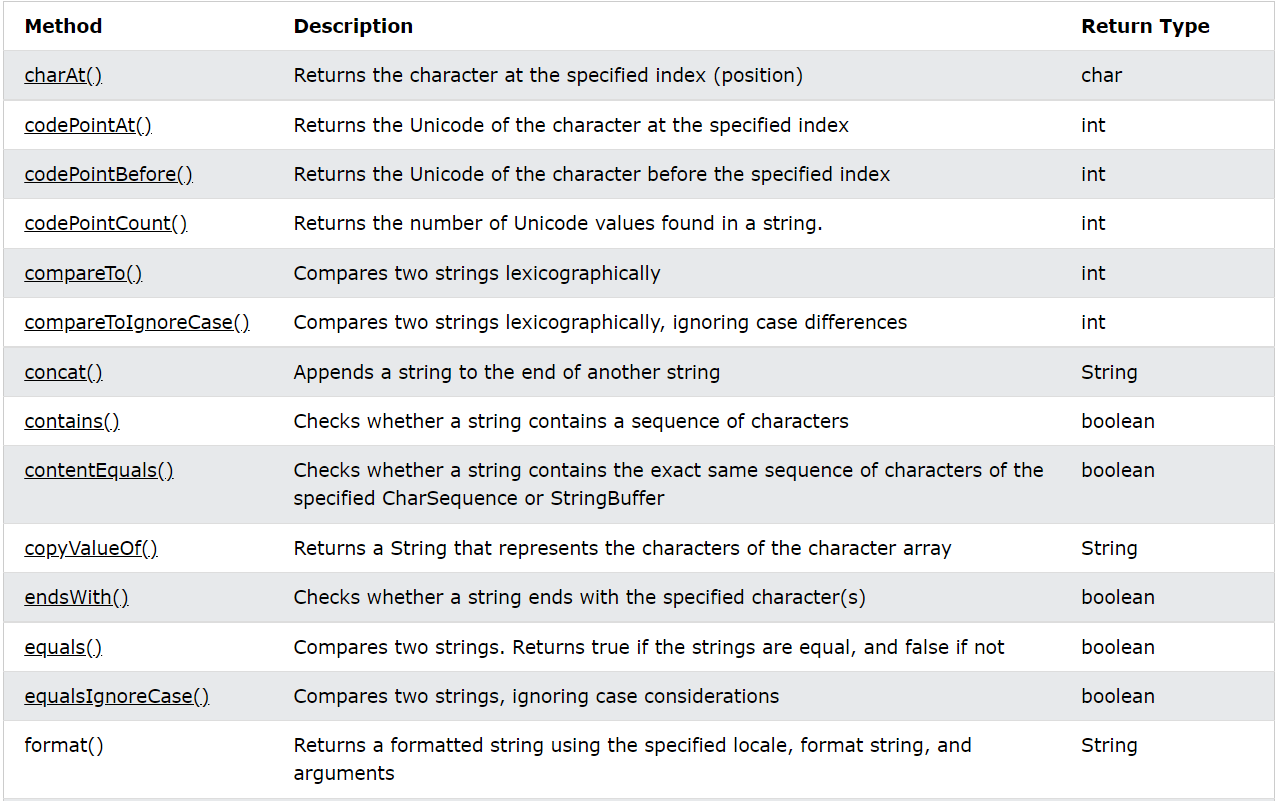 Method Description Return Type
charAt() Returns the character at the specified index (position) char
codePointAt() Returns the Unicode of the character at the specified index int
codePointBefore() Returns the Unicode of the character before the specified index int
codePointCount() Returns the number of Unicode values found in a string. int
compareTo() Compares two strings lexicographically int
compareToIgnoreCase() Compares two strings lexicographically, ignoring case differences int
concat() Appends a string to the end of another string String
contains() Checks whether a string contains a sequence of characters boolean
contentEquals() Checks whether a string contains the exact same sequence of characters of the boolean
specified CharSequence or StringBuffer
copyValueOf() Returns a String that represents the characters of the character array String
endsWith() Checks whether a string ends with the specified character(s) boolean
equals() Compares two strings. Returns true if the strings are equal, and false if not boolean
equalsIgnoreCase() Compares two strings, ignoring case considerations boolean
format() Returns a formatted string using the specified locale, format string, and String
arguments